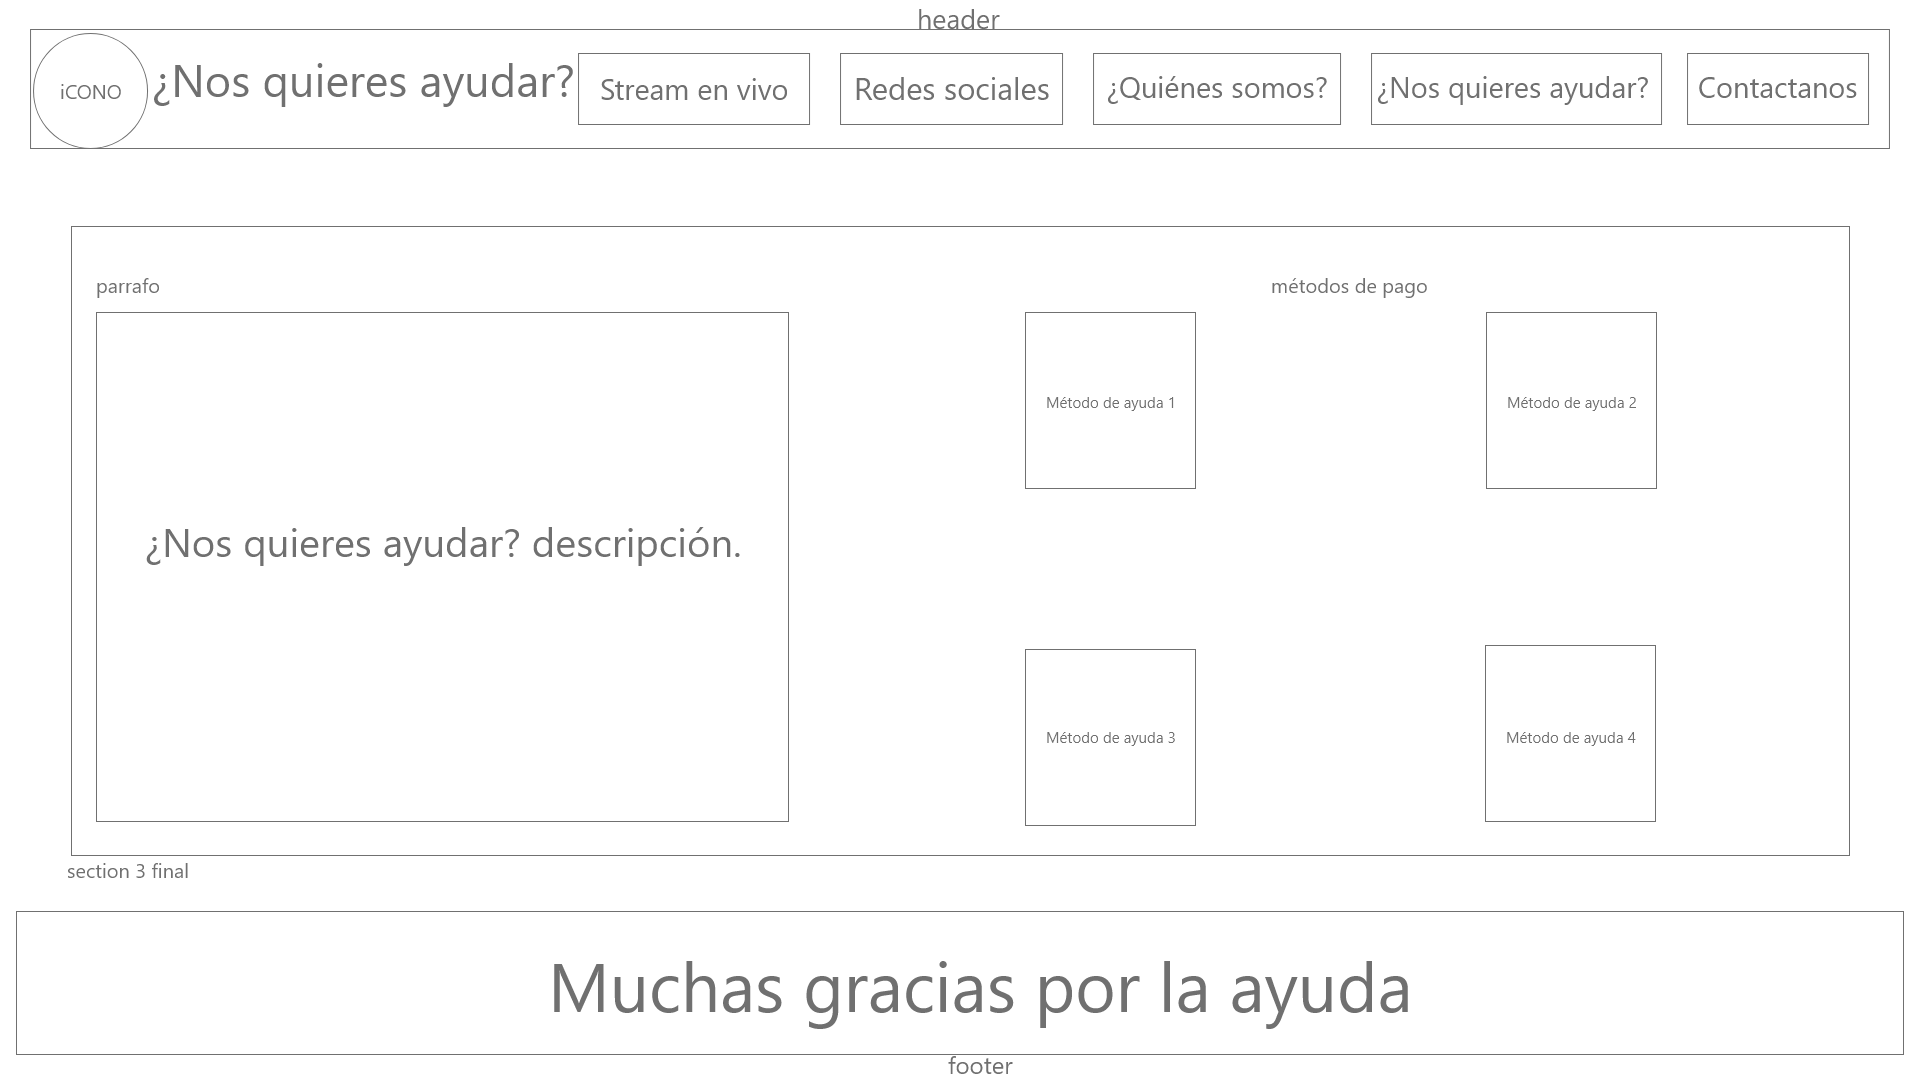 header
iCONO
¿Nos quieres ayudar?
Stream en vivo
Redes sociales
¿Quiénes somos?
¿Nos quieres ayudar?
Contactanos
parrafo
métodos de pago
¿Nos quieres ayudar? descripción.
Método de ayuda 1
Método de ayuda 2
Método de ayuda 3
Método de ayuda 4
section 3 final
Muchas gracias por la ayuda
footer